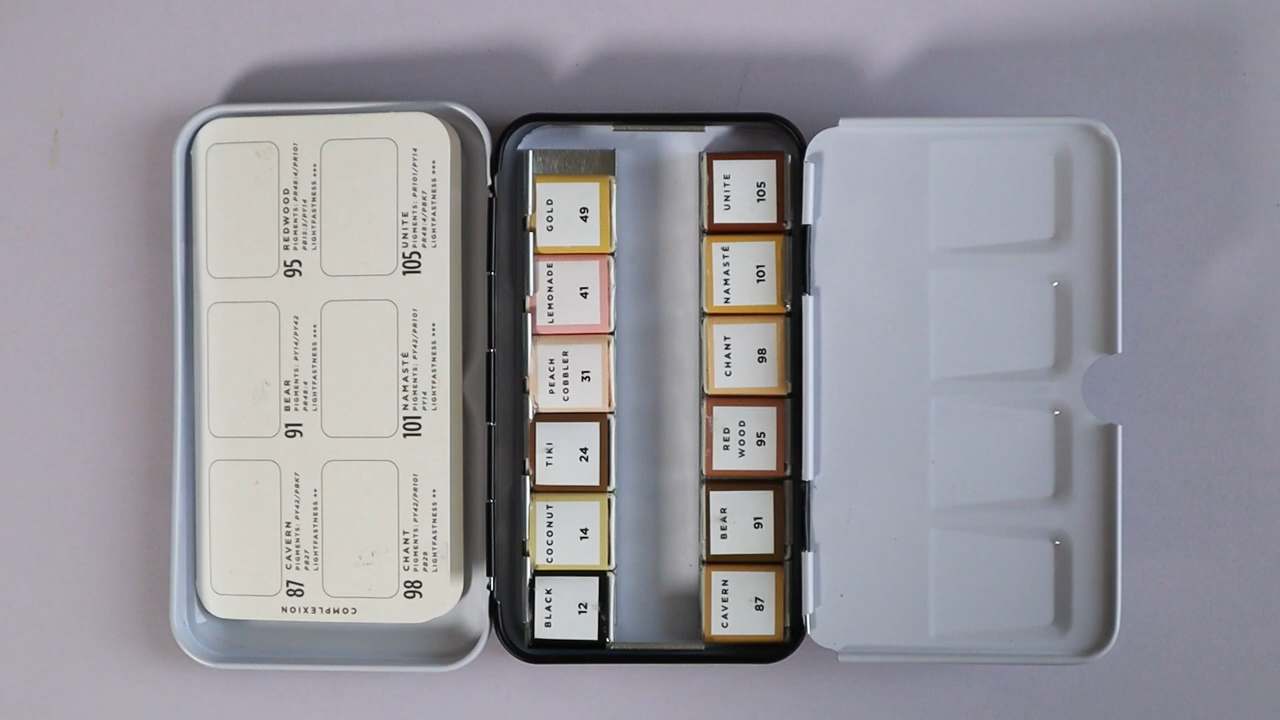 95 REDWOOD
PIGMENTS: PR48:4/PR101
PB15:3/PY14
LIGHTFASTNESS ***
105 UNITE
PIGMENTS: PR101/PY14
PR48:4/PBK7
LIGHTFASTNESS ***
91 BEAR
PIGMENTS: PY14/PY42
PR48:4
LIGHTFASTNESS ***
101 NAMASTÉ
PIGMENTS: PY42/PR101
PY14
LIGHTFASTNESS ***
87 CAVERN
PIGMENTS: PY42/PBK7
PB27
LIGHTFASTNESS **
98 CHANT
PIGMENTS: PY42/PR101
PB29
LIGHTFASTNESS **
COMPLEXION
GOLD
49
LEMONADE
41
PEACH
COBBLER
31
TIKI
24
COCONUT
14
BLACK
12
UNITE
105
NAMASTÉ
101
CHANT
98
RED
WOOD
95
BEAR
91
CAVERN
87